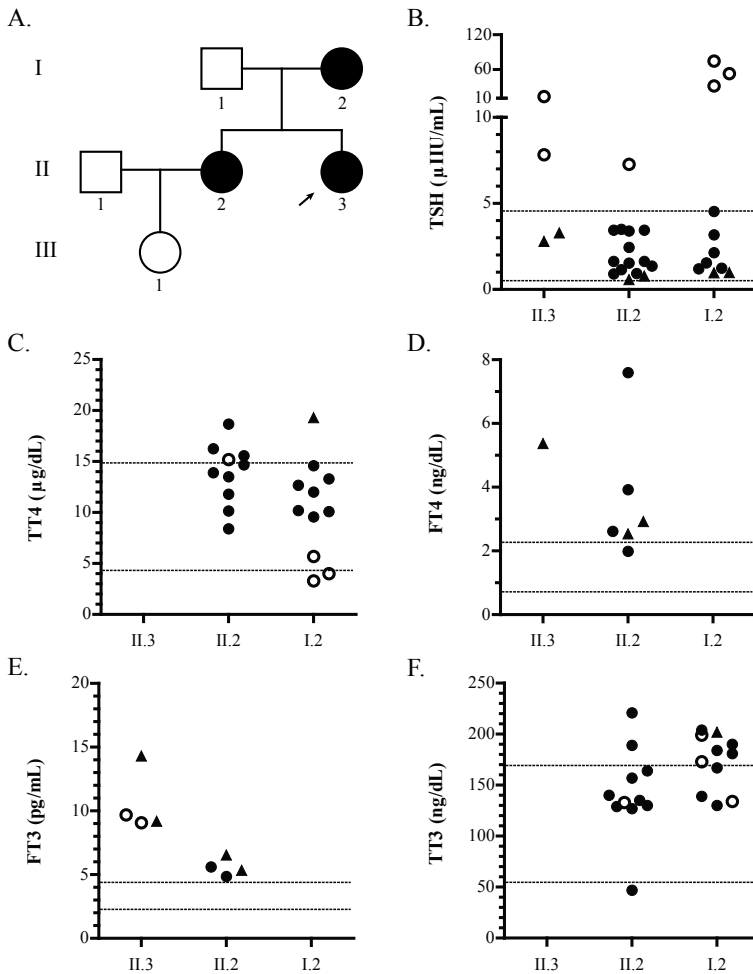 A.
I
1
2
II
1
2
3
III
1
B.
TSH (µIIU/mL)
120
60
10
10
5
0
II.3
II.2
I.2
C.
TT4 (µg/dL)
25
20
15
10
5
0
II.3
II.2
I.2
D.
FT4 (ng/dL)
8
6
4
2
0
II.3
II.2
I.2
E.
FT3 (pg/mL)
20
15
10
5
0
II.3
II.2
I.2
F.
TT3 (ng/dL)
250
200
150
100
50
0
II.3
II.2
I.2